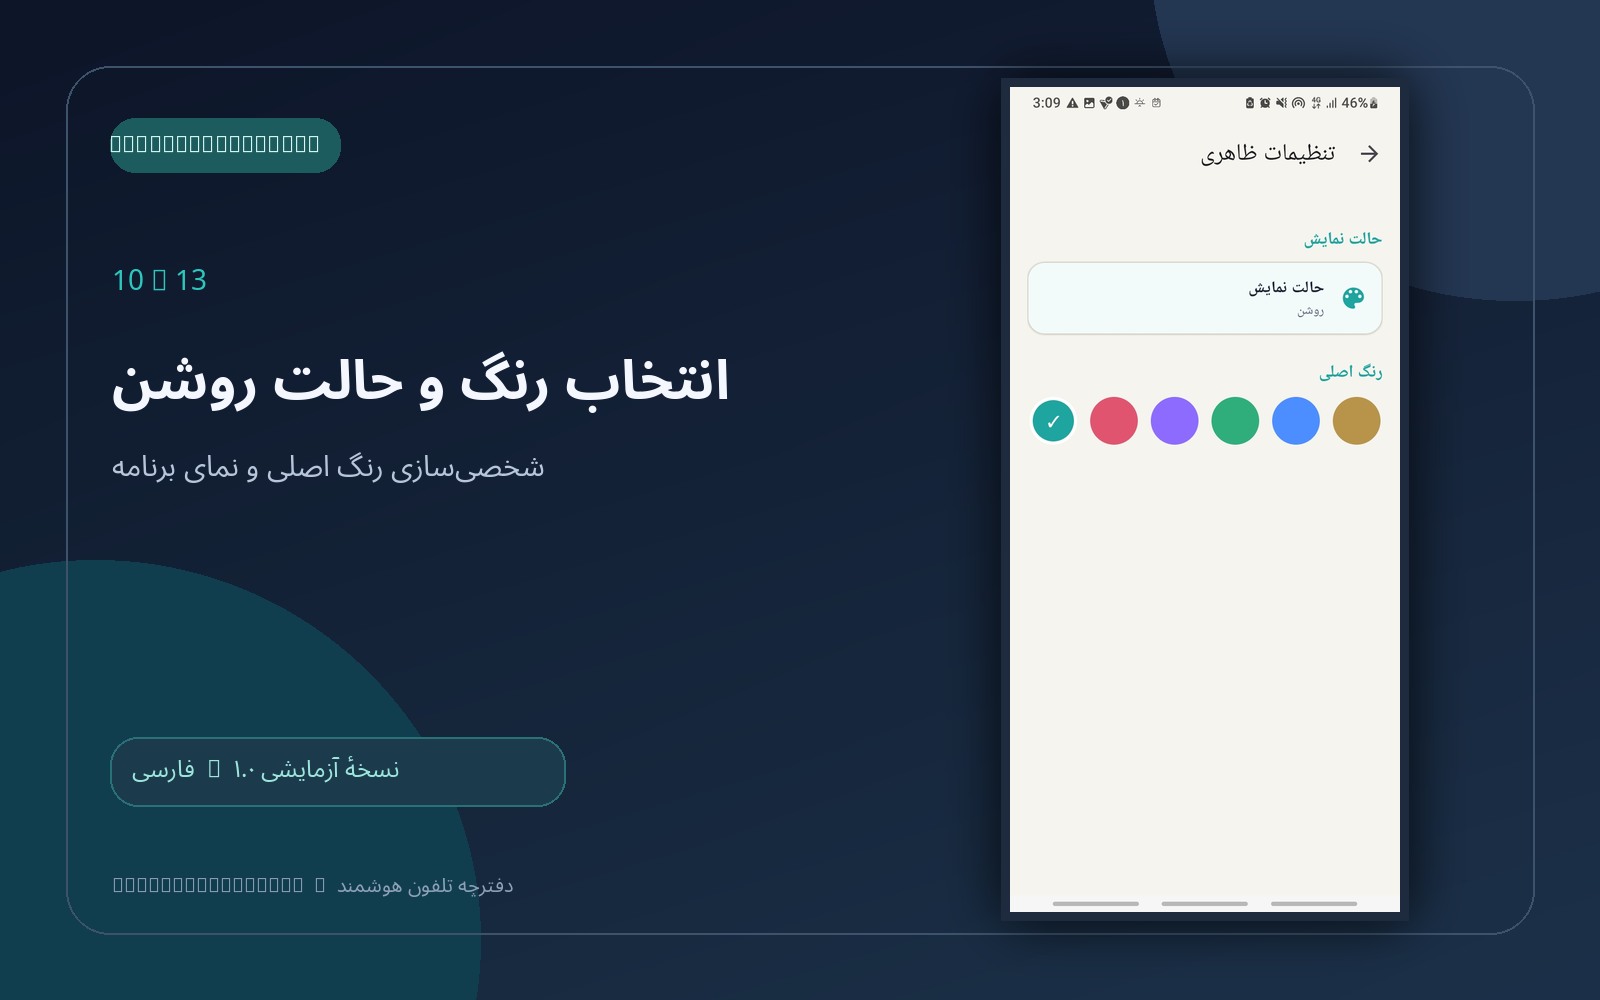 10 ▯ 13
انتخاب رنگ و حالت روشن
شخصی‌سازی رنگ اصلی و نمای برنامه
نسخهٔ آزمایشی ۱.۰ ▯ فارسی
دفترچه تلفون هوشمند ▯ ▯▯▯▯▯▯▯▯▯▯▯▯▯▯▯▯
3:09 46%
تنظیمات ظاهری
حالت نمایش
حالت نمایش
روشن
رنگ اصلی